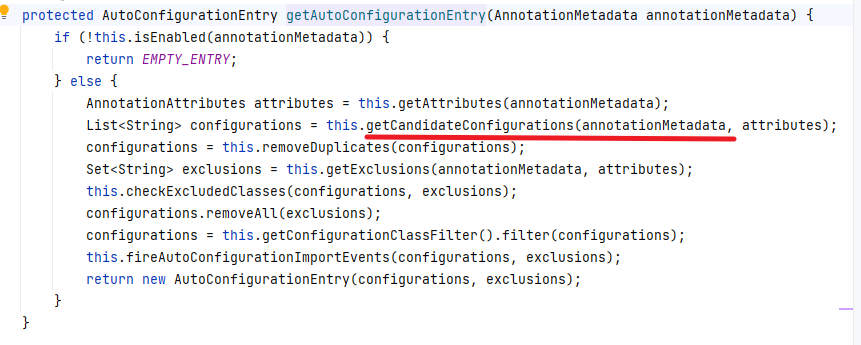 protected AutoConfigurationEntry getAutoConfigurationEntry(AnnotationMetadata annotationMetadata) {
if (!this.isEnabled(annotationMetadata)) {
return EMPTY_ENTRY;
} else {
AnnotationAttributes attributes = this.getAttributes(annotationMetadata);
List<String> configurations = this.getCandidateConfigurations(annotationMetadata, attributes);
configurations = this.removeDuplicates(configurations);
Set<String> exclusions = this.getExclusions(annotationMetadata, attributes);
this.checkExcludedClasses(configurations, exclusions);
configurations.removeAll(exclusions);
configurations = this.getConfigurationClassFilter().filter(configurations);
this.fireAutoConfigurationImportEvents(configurations, exclusions);
return new AutoConfigurationEntry(configurations, exclusions);
}
}